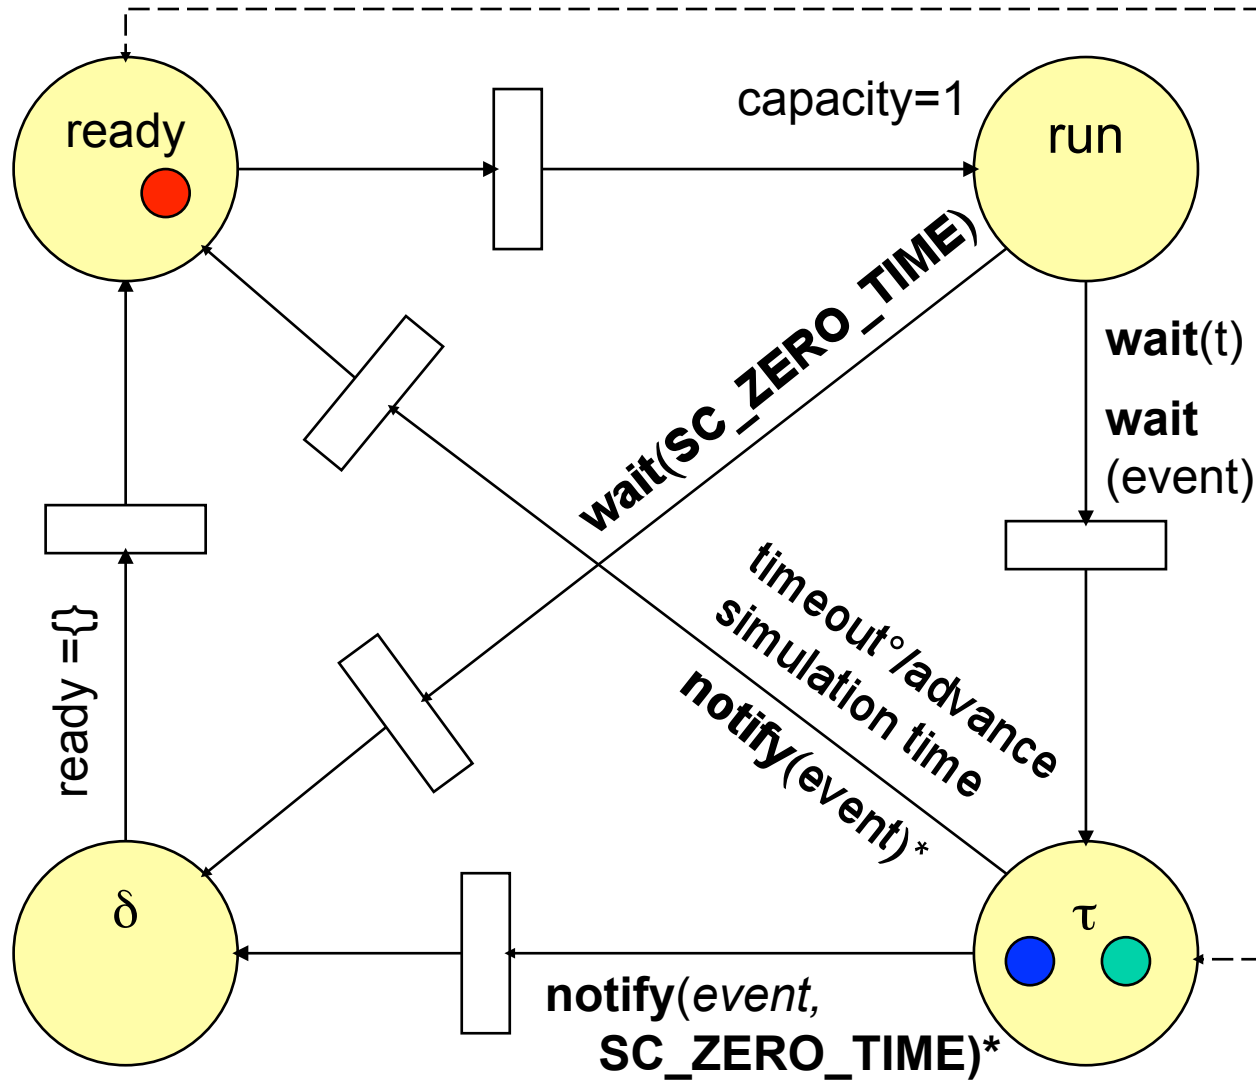 ready
capacity=1
run
wait(SC_ZERO_TIME)
wait(t)
wait
(event)
timeout°/advance
simulation time
notify(event)*
ready ={}
δ
τ
notify(event,
SC_ZERO_TIME)*